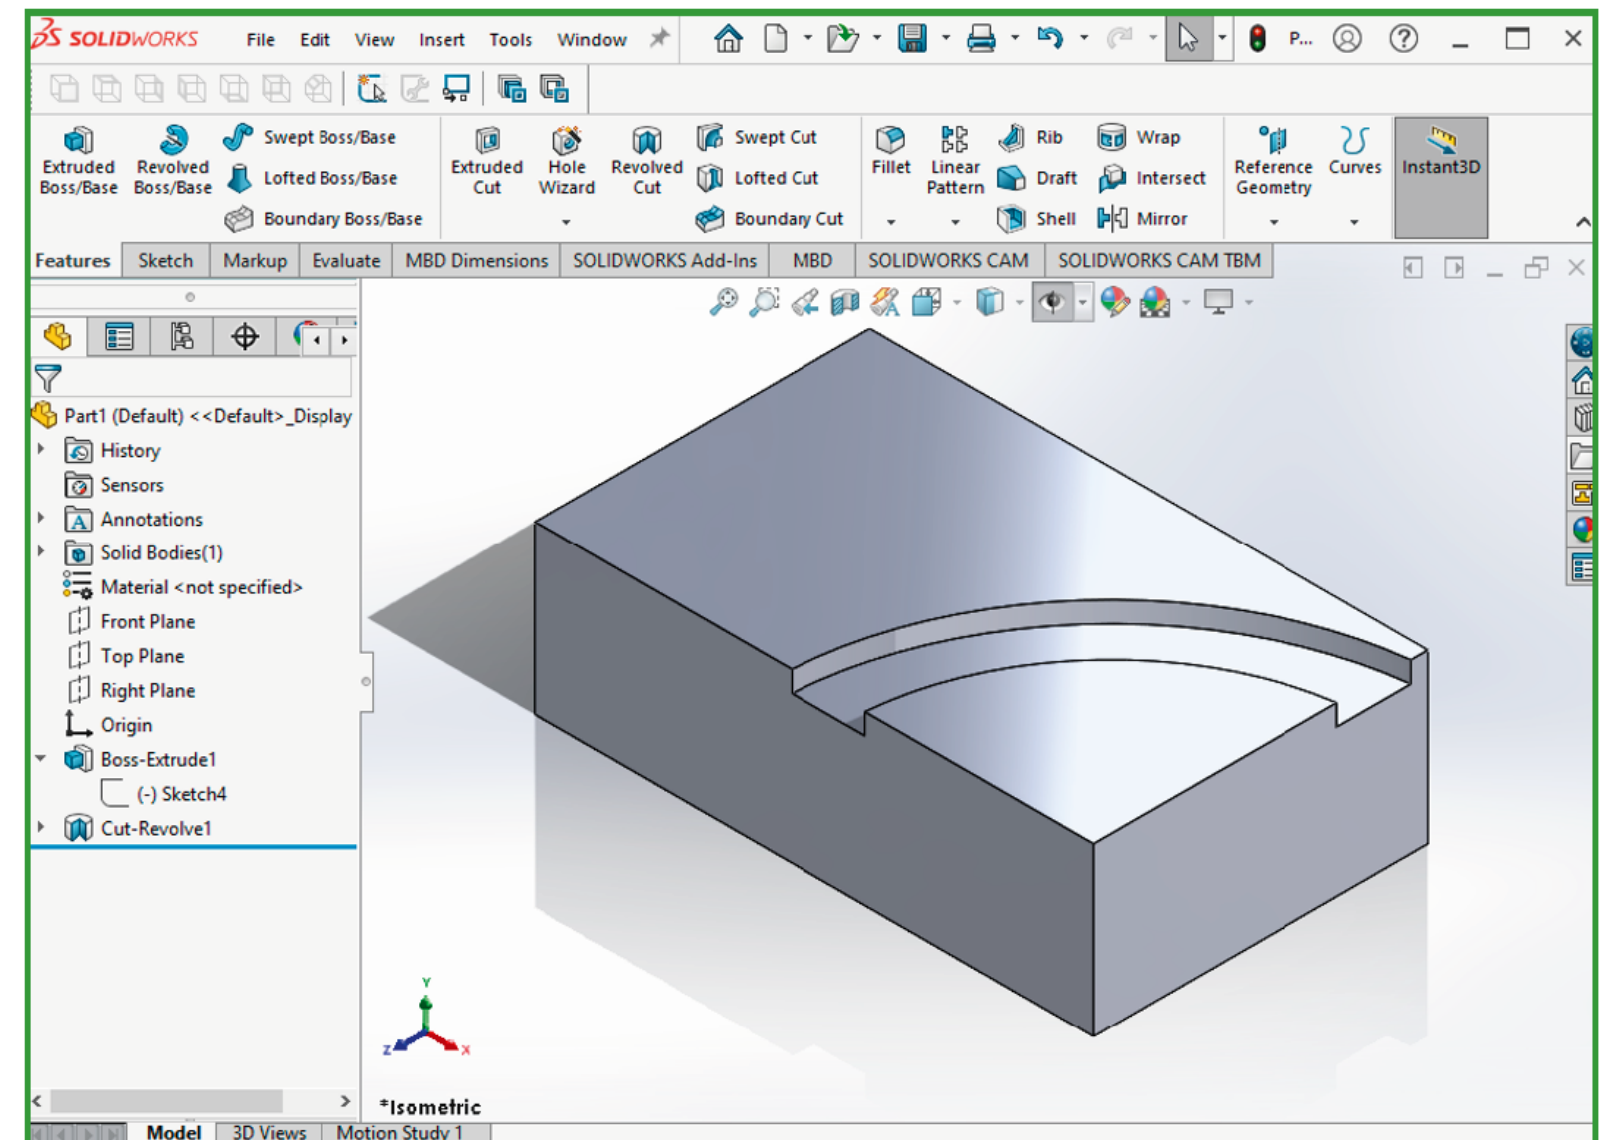 SOLIDWORKS File Edit View Insert Tools Window P... ?
Extruded Boss/Base
Revolved Boss/Base
Swept Boss/Base
Lofted Boss/Base
Boundary Boss/Base
Extruded Cut
Hole Wizard
Revolved Cut
Swept Cut
Lofted Cut
Boundary Cut
Fillet
Linear Pattern
Rib
Draft
Shell
Wrap
Intersect
Mirror
Reference Geometry
Curves
Instant3D
Features Sketch Markup Evaluate MBD Dimensions SOLIDWORKS Add-Ins MBD SOLIDWORKS CAM SOLIDWORKS CAM TBM
Part1 (Default) <<Default>_Display
History
Sensors
A Annotations
Solid Bodies(1)
Material <not specified>
Front Plane
Top Plane
Right Plane
Origin
Boss-Extrude1
(-) Sketch4
Cut-Revolve1
Y
Z X
*Isometric
Model 3D Views Motion Study 1